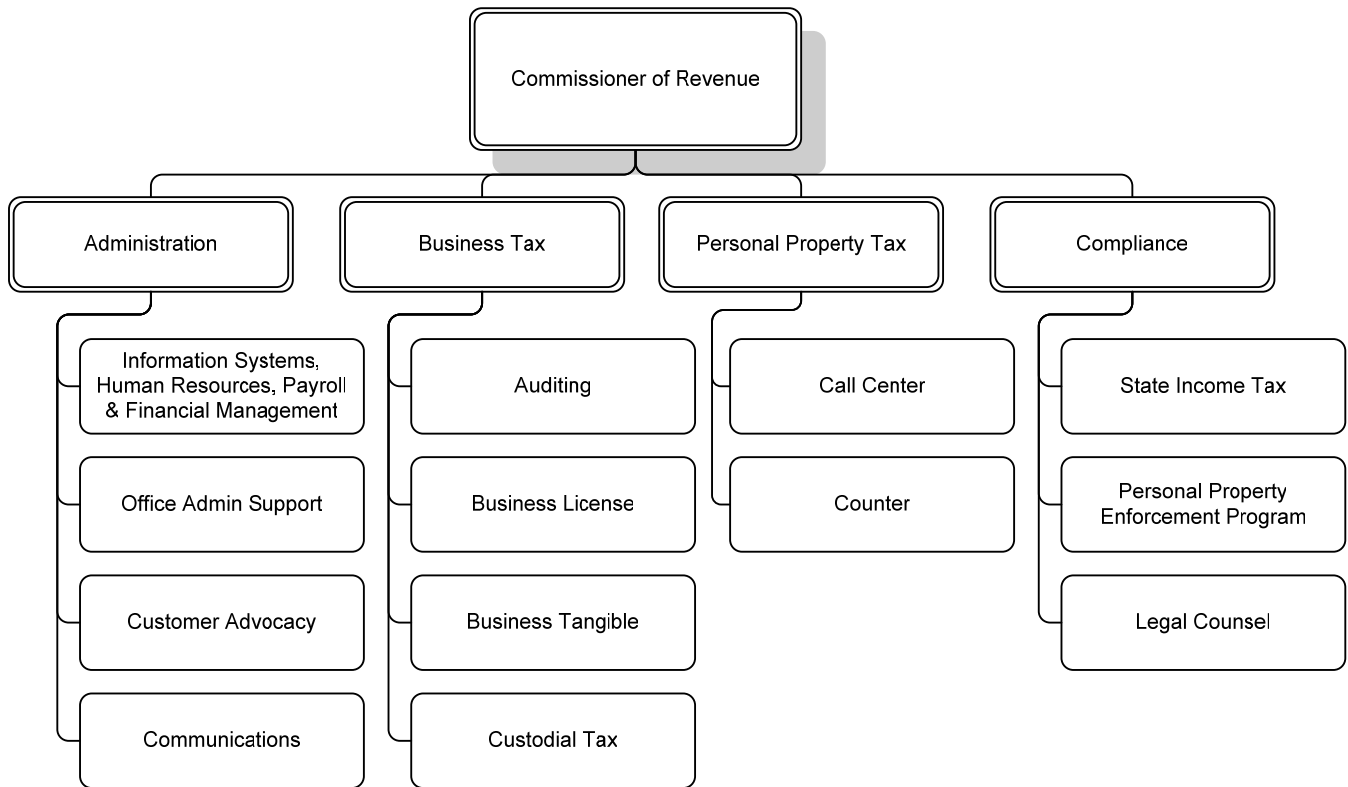 Commissioner of Revenue
Administration
Business Tax
Personal Property Tax
Compliance
Information Systems,
Human Resources, Payroll
& Financial Management
Office Admin Support
Customer Advocacy
Communications
Auditing
Business License
Business Tangible
Custodial Tax
Call Center
Counter
State Income Tax
Personal Property
Enforcement Program
Legal Counsel